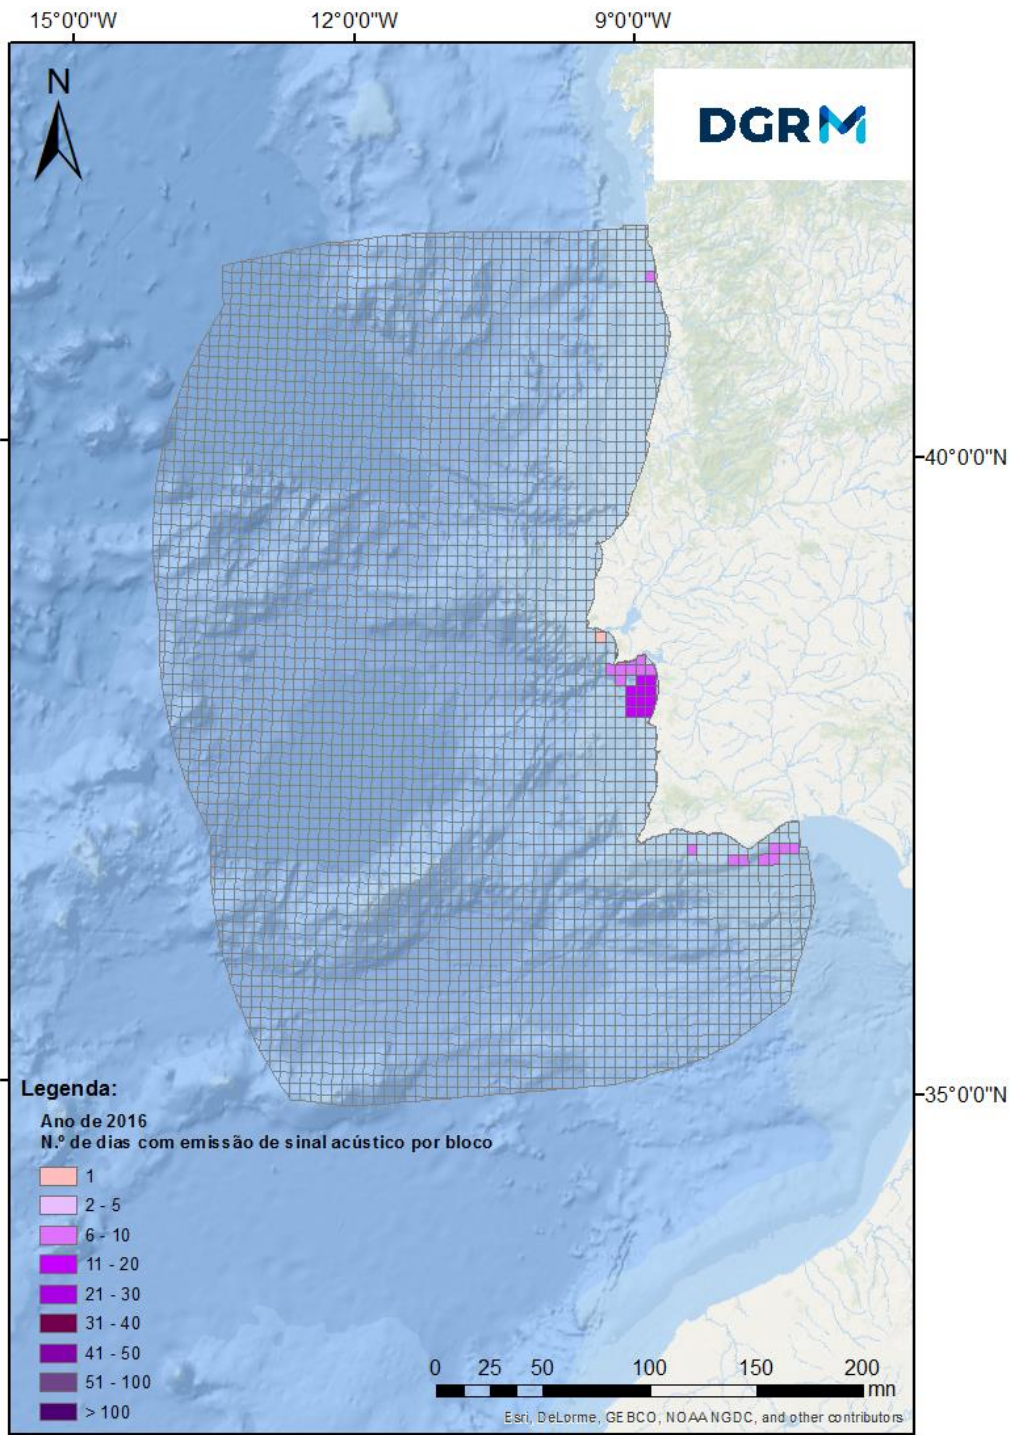 15°0'0"W 12°0'0"W 9°0'0"W
N
DGRM
40°0'0"N
35°0'0"N
Legenda:
Ano de 2016
N.º de dias com emissão de sinal acústico por bloco
1
2 - 5
6 - 10
11 - 20
21 - 30
31 - 40
41 - 50
51 - 100
> 100
0 25 50 100 150 200
mn
Esri, DeLorme, GEBCO, NOAA NGDC, and other contributors